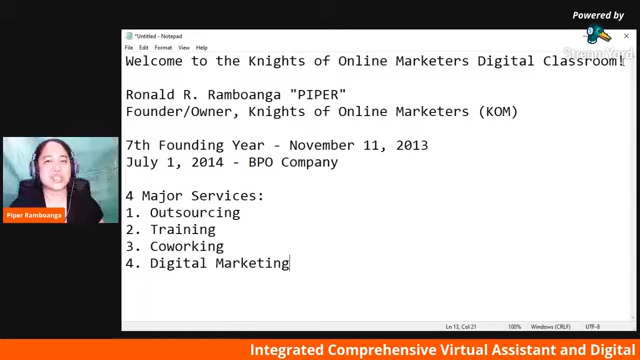 Powered by
StreamYard
*Untitled - Notepad
File Edit Format View Help
Welcome to the Knights of Online Marketers Digital Classroom!
Ronald R. Ramboanga "PIPER"
Founder/Owner, Knights of Online Marketers (KOM)
7th Founding Year - November 11, 2013
July 1, 2014 - BPO Company
4 Major Services:
1. Outsourcing
2. Training
3. Coworking
4. Digital Marketing
Piper Ramboanga
Ln 13, Col 21 100% Windows (CRLF) UTF-8
Integrated Comprehensive Virtual Assistant and Digital